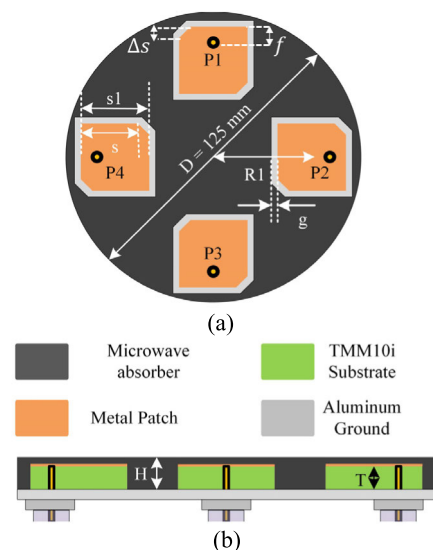 (a)
Δs
f
P1
s1
s
D = 125 mm
P4
P2
R1
g
P3
(a)
Microwave absorber
TMM10i Substrate
Metal Patch
Aluminum Ground
H
T
(b)